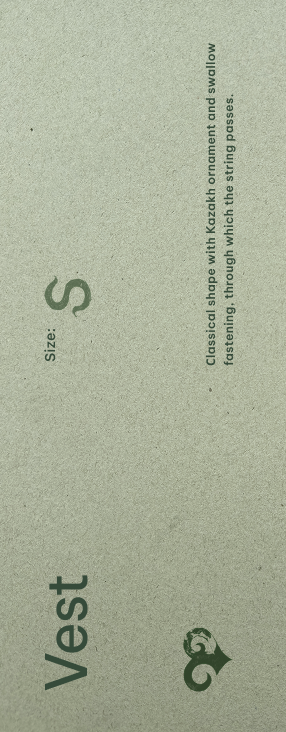 Vest
Size: S
Classical shape with Kazakh ornament and swallow
fastening, through which the string passes.